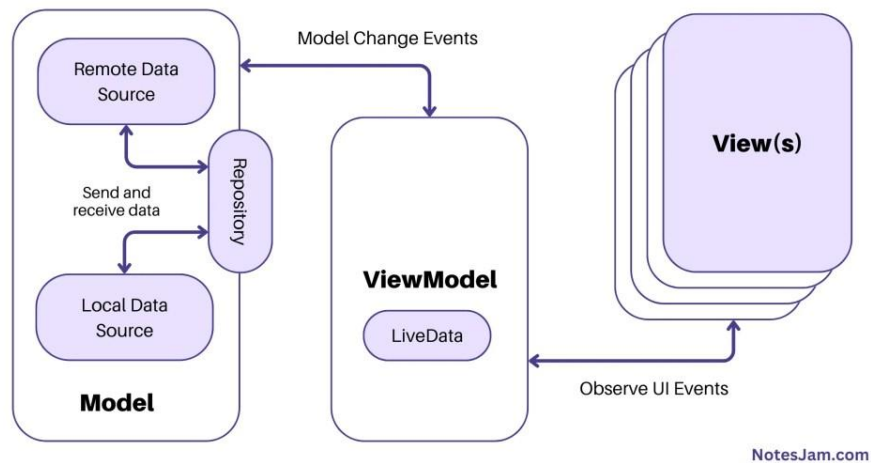 Model Change Events
Remote Data
Source
View(s)
Repository
Send and
receive data
ViewModel
Local Data
Source
LiveData
Observe UI Events
Model
NotesJam.com